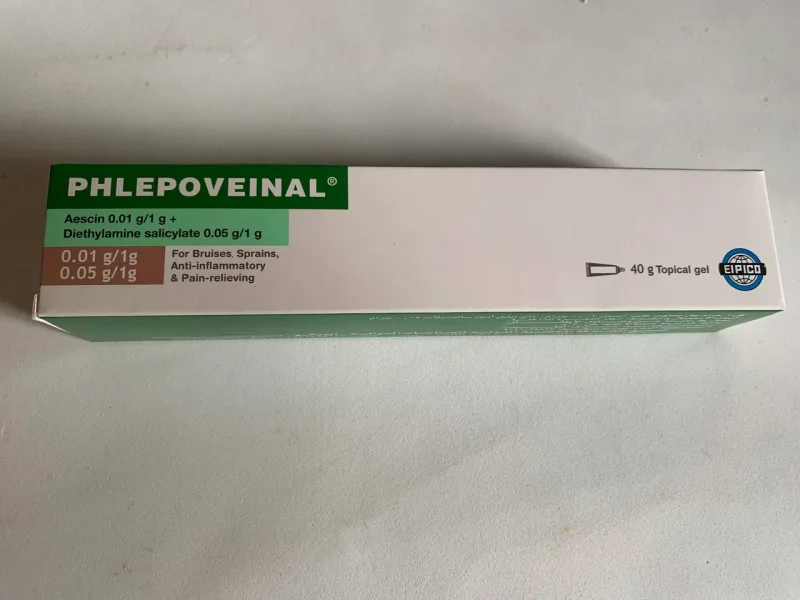 PHLEPOVEINAL®
Aescin 0.01 g/1 g +
Diethylamine salicylate 0.05 g/1 g
0.01 g/1g
0.05 g/1g
For Bruises, Sprains,
Anti-inflammatory
& Pain-relieving
40 g Topical gel
EIPICO